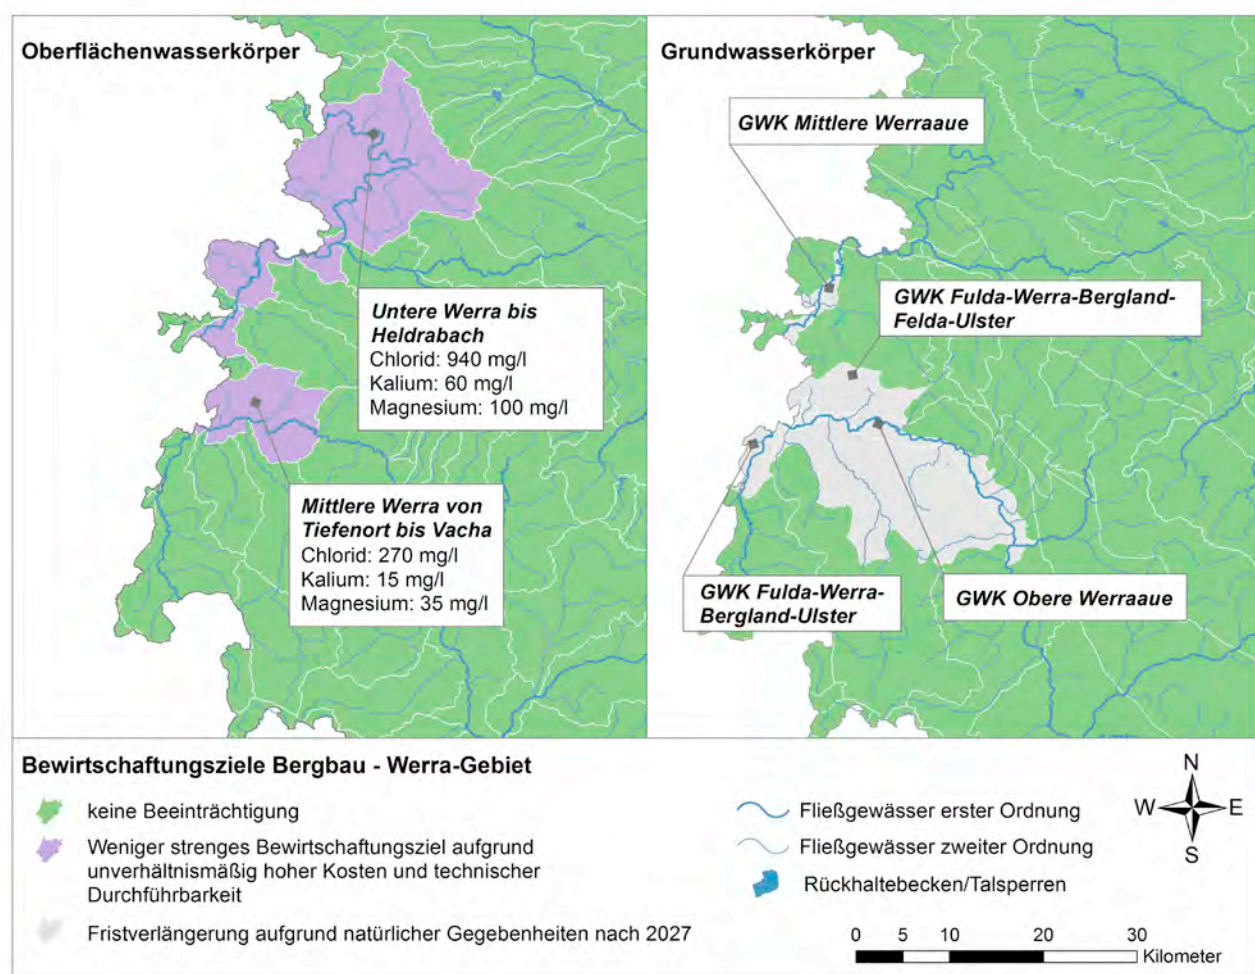 Oberflächenwasserkörper
Untere Werra bis
Heldrabach
Chlorid: 940 mg/l
Kalium: 60 mg/l
Magnesium: 100 mg/l
Mittlere Werra von
Tiefenort bis Vacha
Chlorid: 270 mg/l
Kalium: 15 mg/l
Magnesium: 35 mg/l
Grundwasserkörper
GWK Mittlere Werraaue
GWK Fulda-Werra-Bergland-
Felda-Ulster
GWK Fulda-Werra-
Bergland-Ulster
GWK Obere Werraaue
Bewirtschaftungsziele Bergbau - Werra-Gebiet
keine Beeinträchtigung
Weniger strenges Bewirtschaftungsziel aufgrund
unverhältnismäßig hoher Kosten und technischer
Durchführbarkeit
Fristverlängerung aufgrund natürlicher Gegebenheiten nach 2027
Fließgewässer erster Ordnung
Fließgewässer zweiter Ordnung
Rückhaltebecken/Talsperren
N
W E
S
0 5 10 20 30
Kilometer